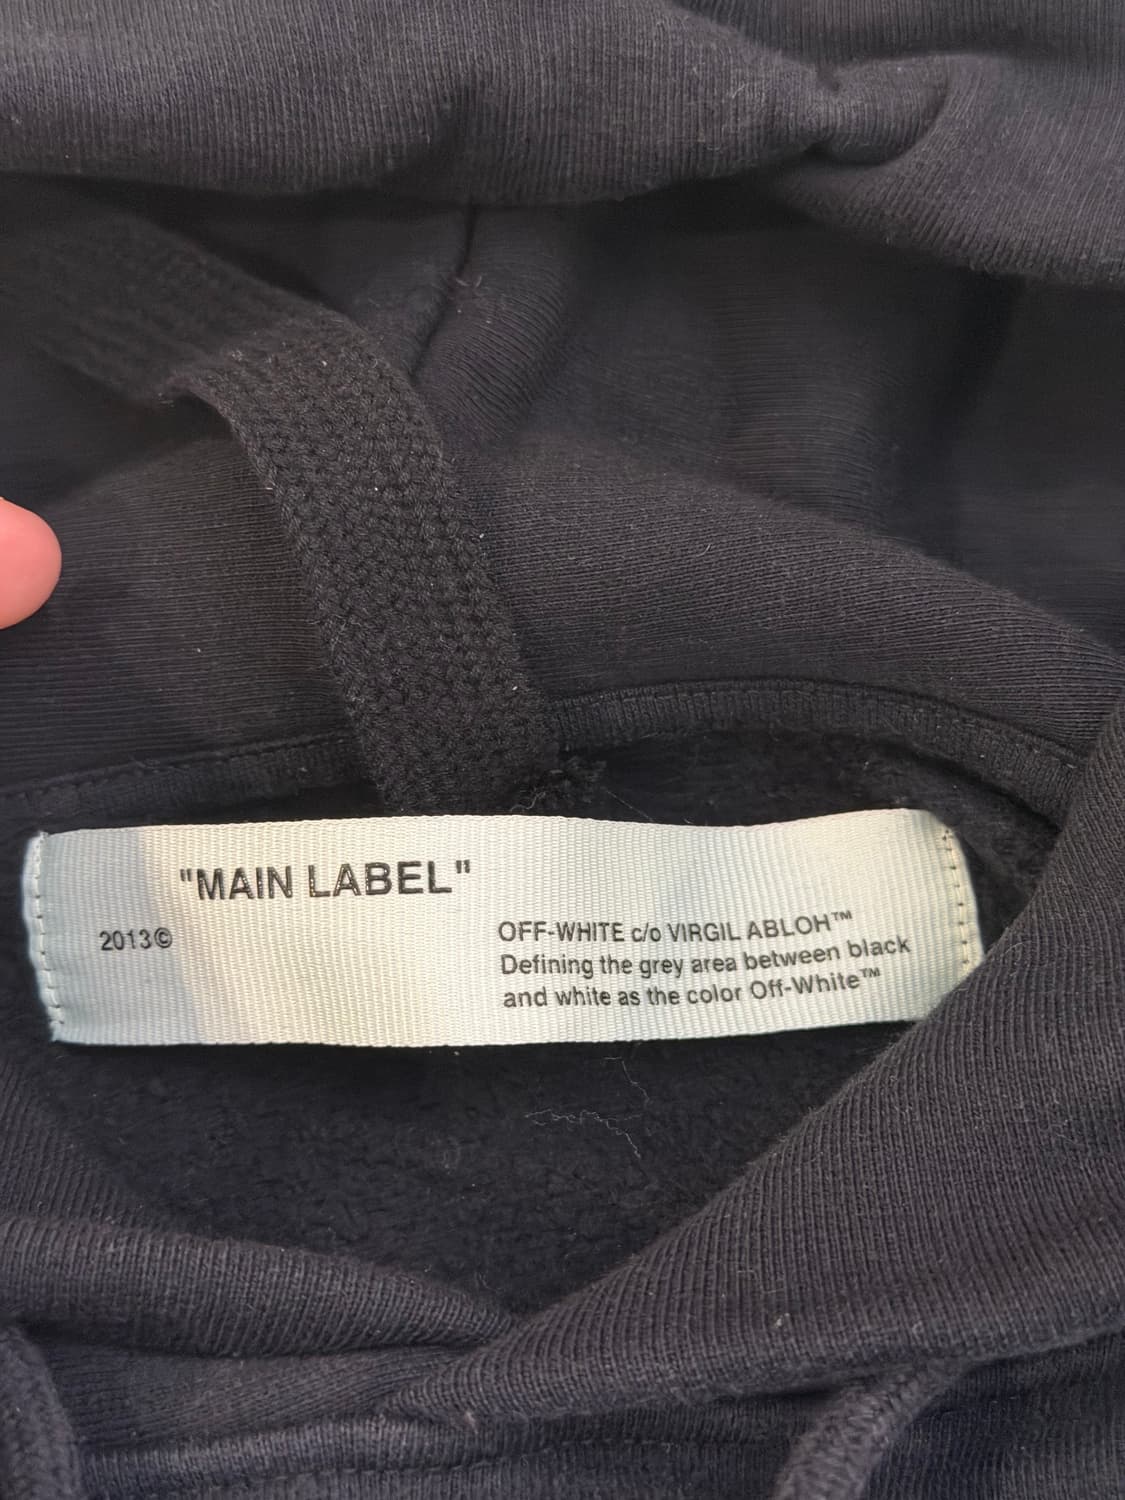 "MAIN LABEL"
2013©
OFF-WHITE c/o VIRGIL ABLOH™
Defining the grey area between black
and white as the color Off-White™